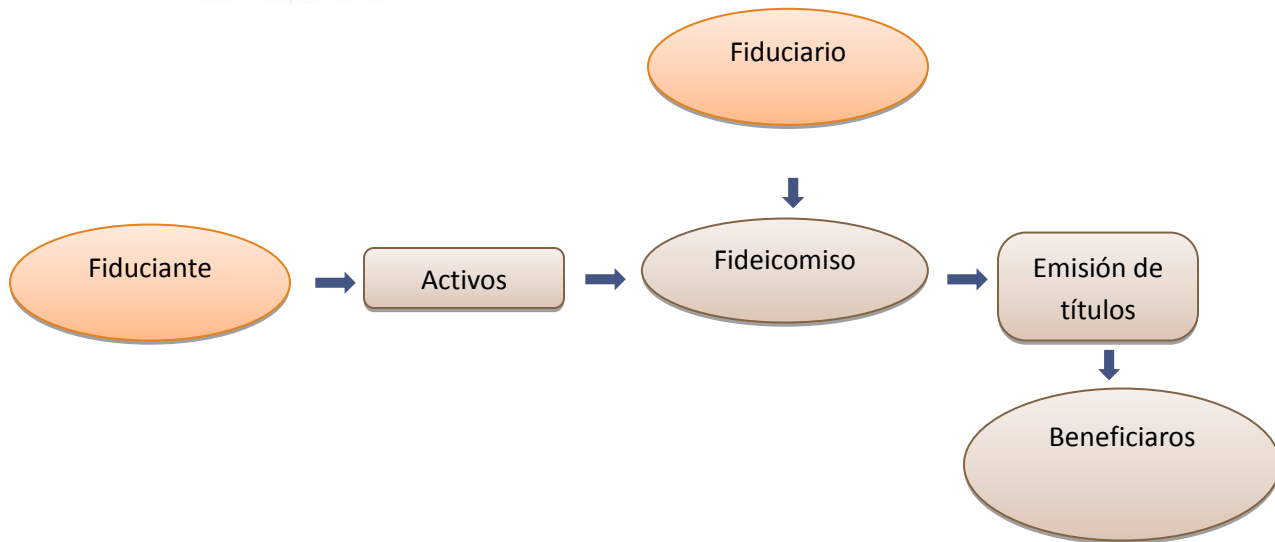 Fiduciario
Fiduciante
Activos
Fideicomiso
Emisión de
títulos
Beneficiaros